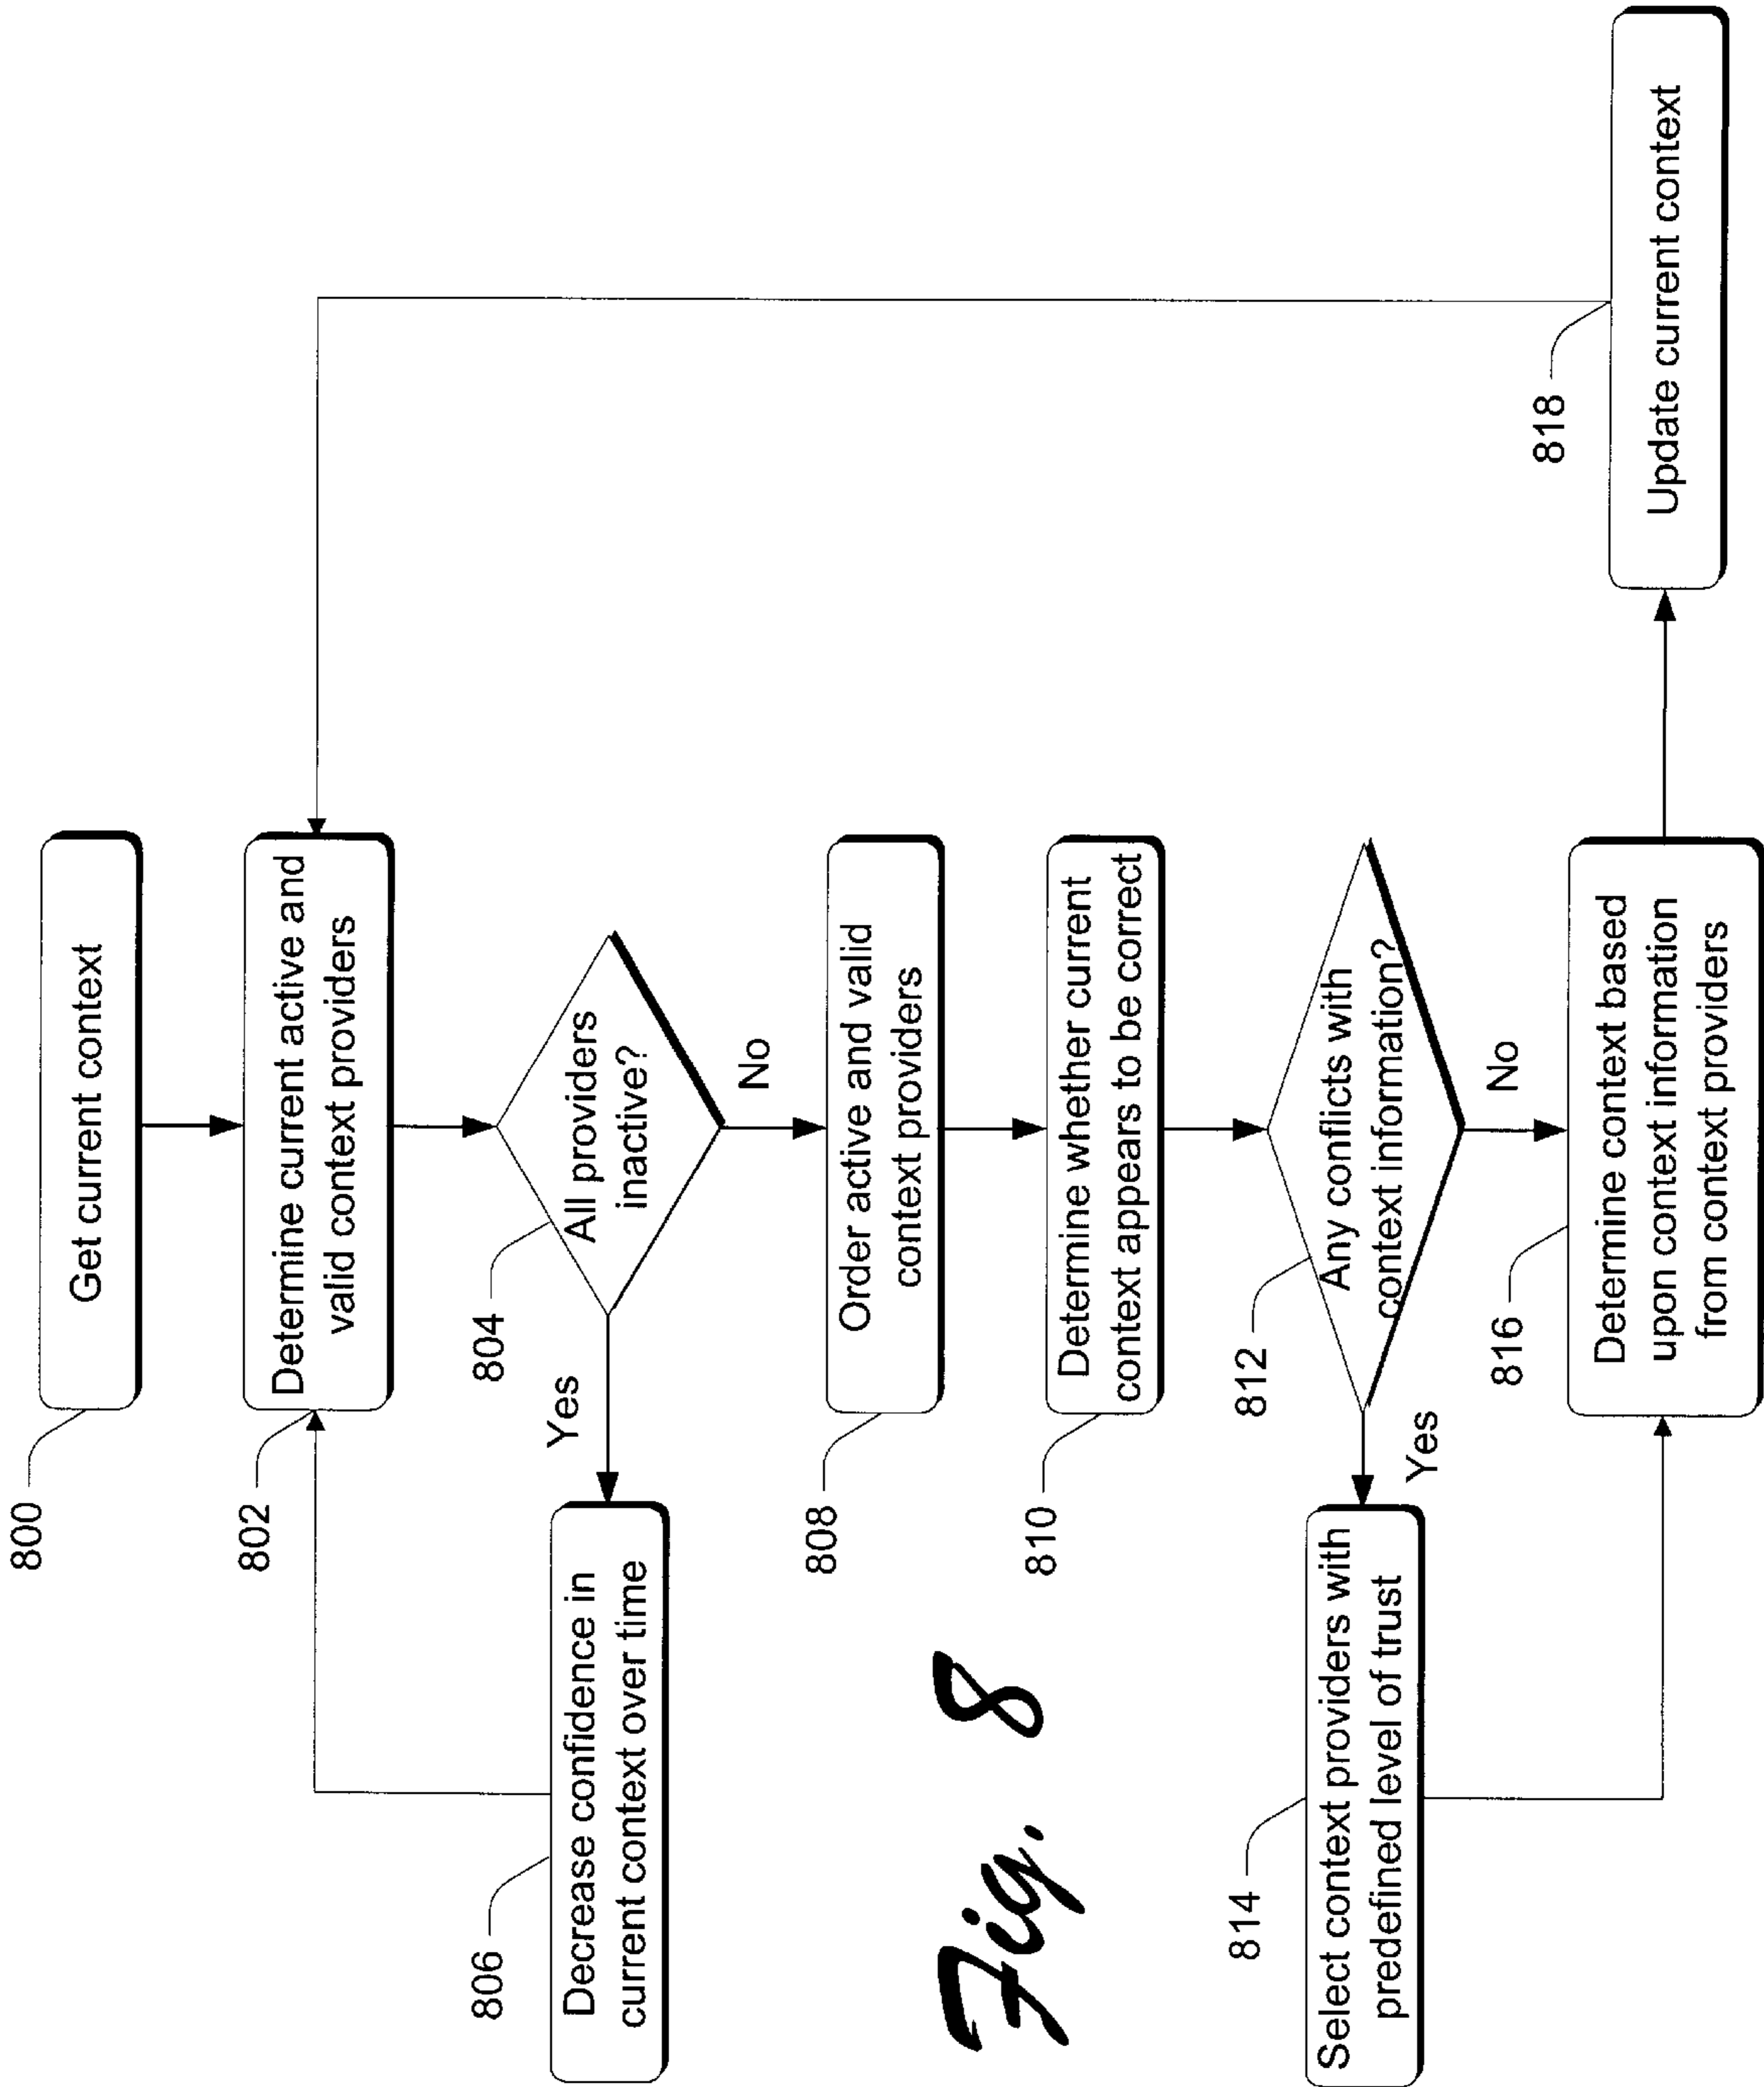 800
Get current context
802
Determine current active and
valid context providers
804
All providers
inactive?
Yes
No
806
Decrease confidence in
current context over time
808
Order active and valid
context providers
810
Determine whether current
context appears to be correct
812
Any conflicts with
context information?
Yes
No
814
Select context providers with
predefined level of trust
816
Determine context based
upon context information
from context providers
818
Update current context
Fig. 8